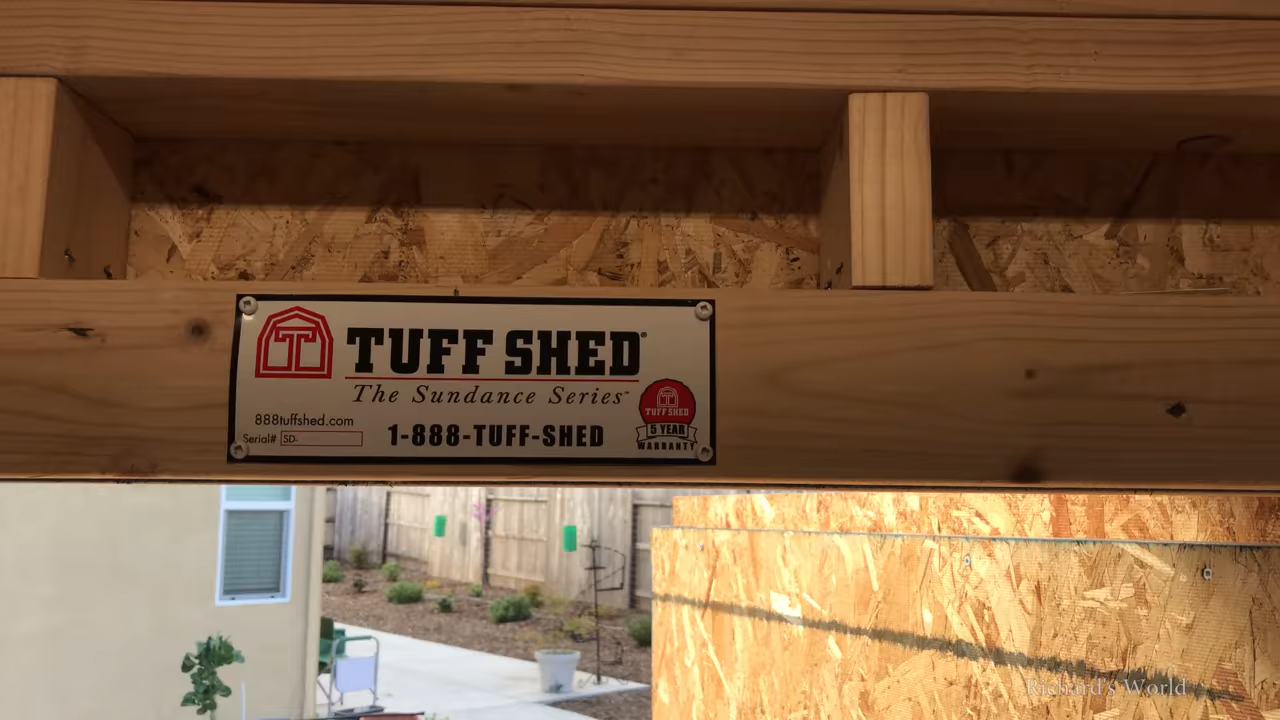 TUFF SHED®
The Sundance Series™
888tuffshed.com
Serial# SD-
1-888-TUFF-SHED
TUFF SHED
5 YEAR
WARRANTY
Richard's World